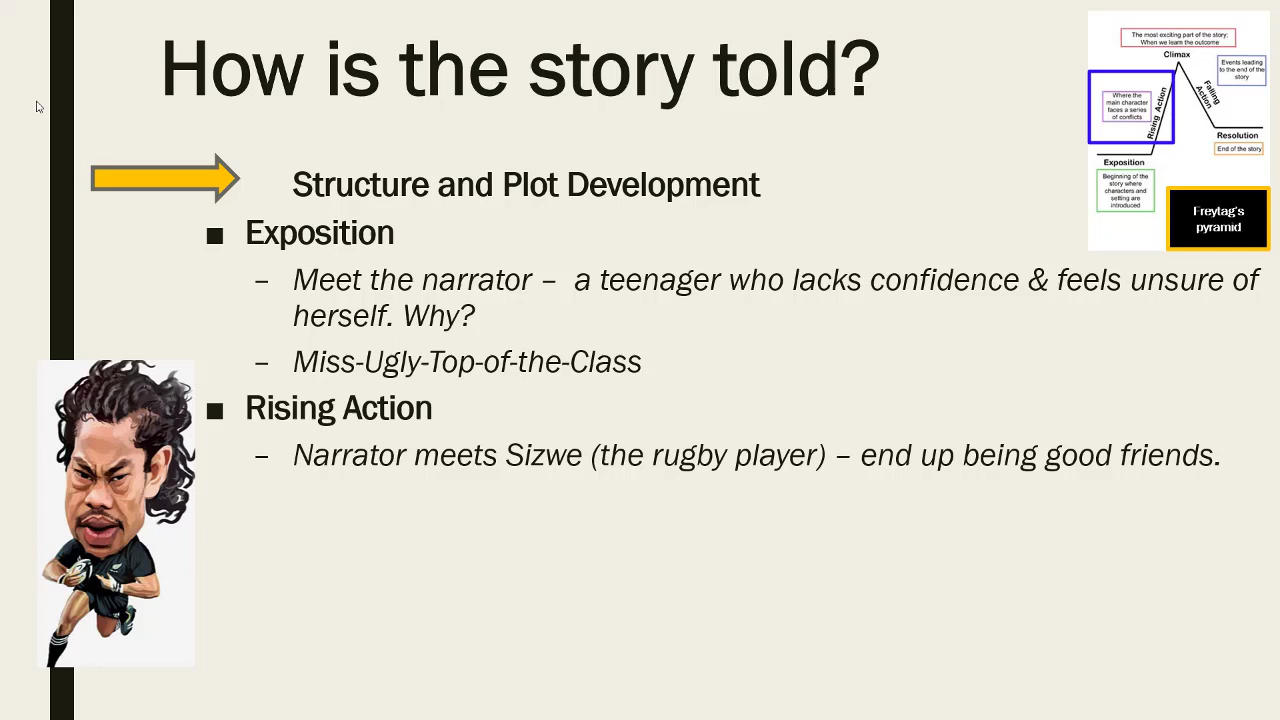 How is the story told?
The most exciting part of the story;
When we learn the outcome
Climax
Events leading
to the end of the
story
Where the
main character
faces a series
of conflicts
Rising Action
Falling
Action
Resolution
End of the story
Exposition
Beginning of the
story where
characters and
setting are
introduced
Freytag's
pyramid
Structure and Plot Development
■ Exposition
– Meet the narrator – a teenager who lacks confidence & feels unsure of
herself. Why?
– Miss-Ugly-Top-of-the-Class
■ Rising Action
– Narrator meets Sizwe (the rugby player) – end up being good friends.